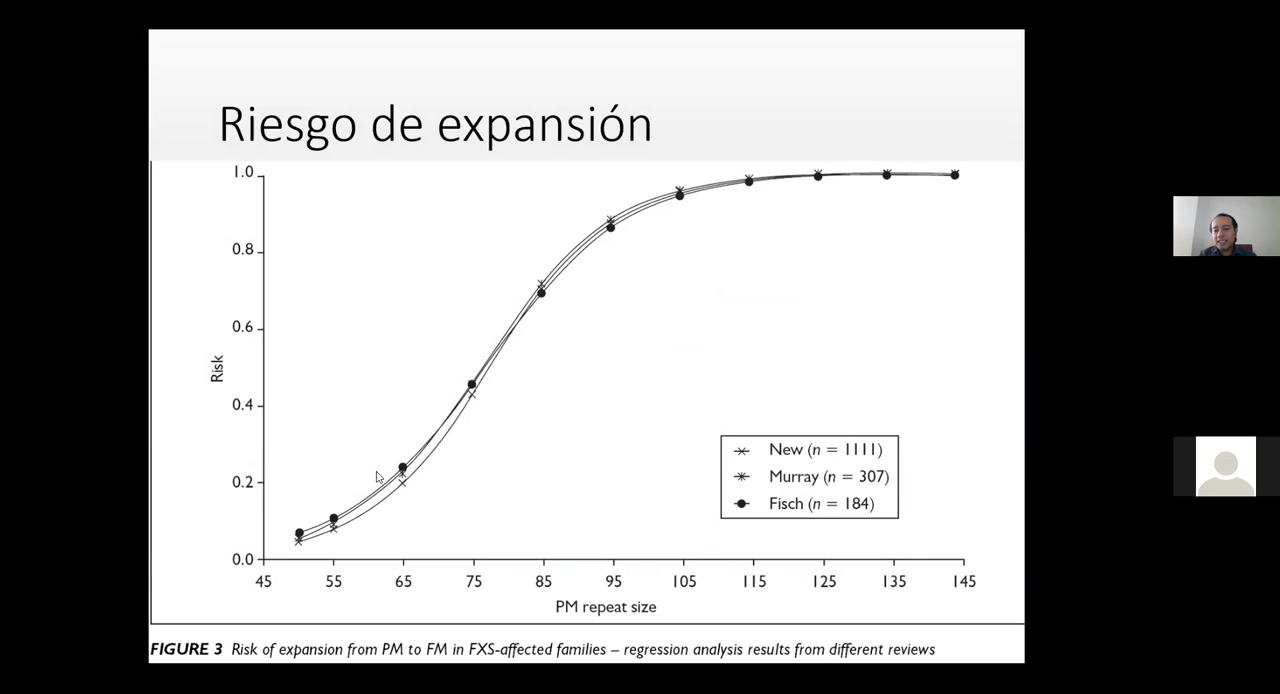 Riesgo de expansión
1.0
0.8
0.6
0.4
0.2
0.0
Risk
45 55 65 75 85 95 105 115 125 135 145
PM repeat size
New (n = 1111)
Murray (n = 307)
Fisch (n = 184)
FIGURE 3 Risk of expansion from PM to FM in FXS-affected families – regression analysis results from different reviews